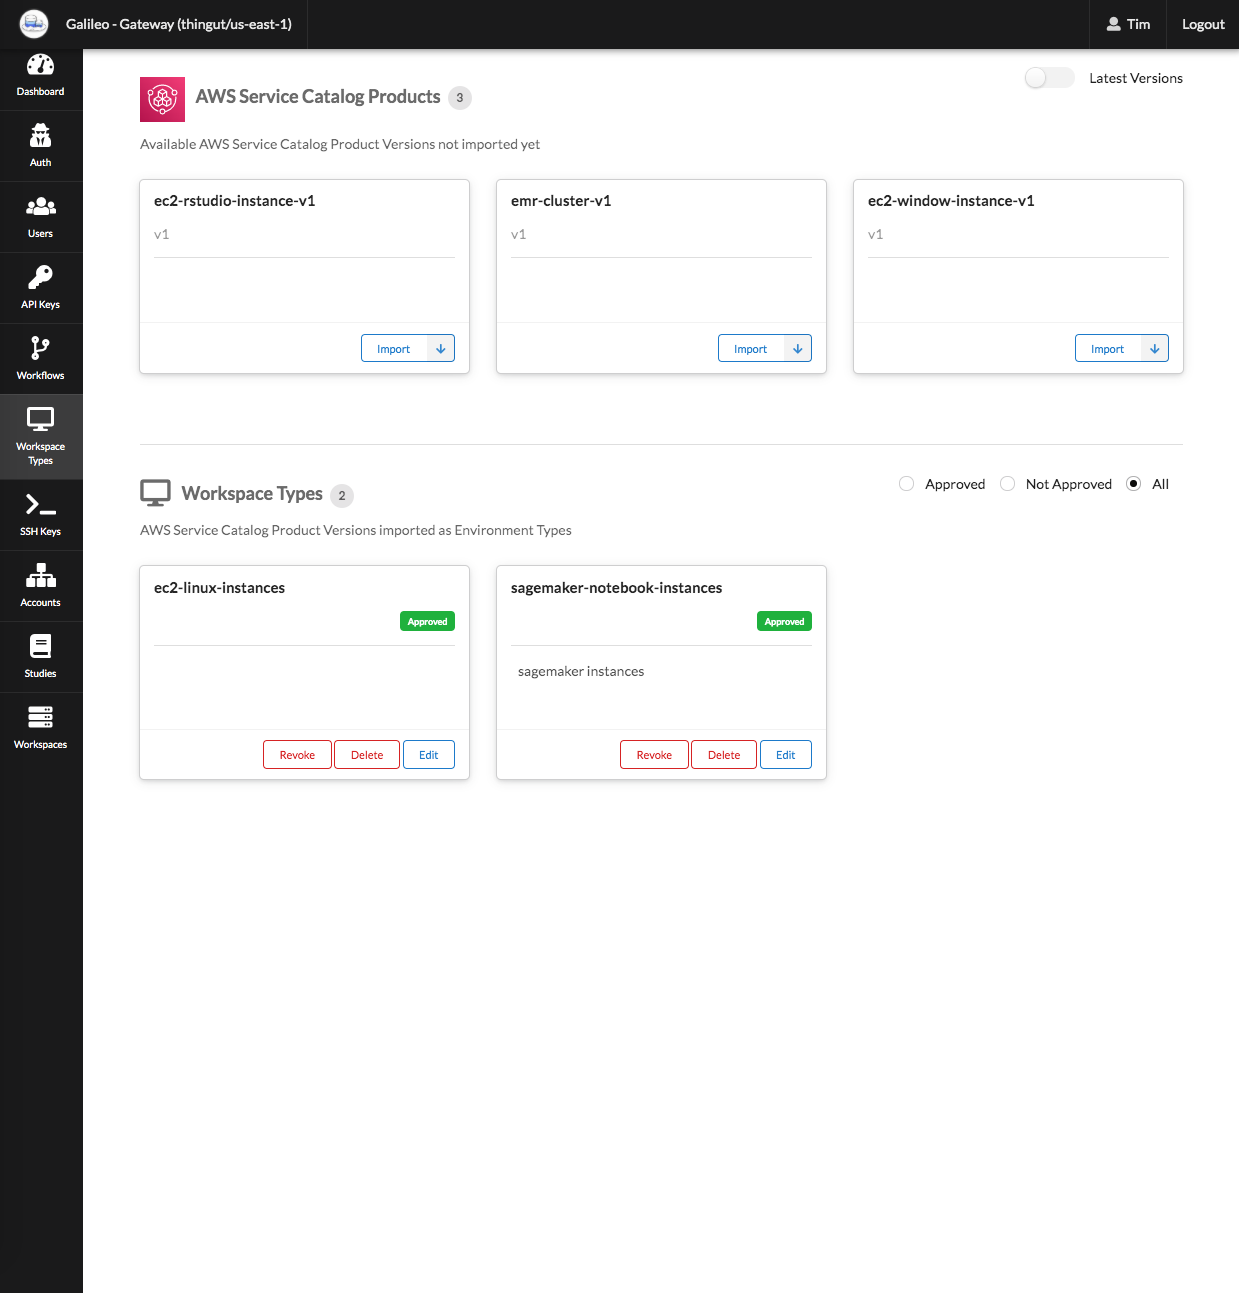 Galileo - Gateway (thingut/us-east-1)
Tim
Logout
Dashboard
Auth
Users
API Keys
Workflows
Workspace
Types
SSH Keys
Accounts
Studies
Workspaces
AWS Service Catalog Products 3
Latest Versions
Available AWS Service Catalog Product Versions not imported yet
ec2-rstudio-instance-v1
v1
Import
emr-cluster-v1
v1
Import
ec2-window-instance-v1
v1
Import
Workspace Types 2
Approved
Not Approved
All
AWS Service Catalog Product Versions imported as Environment Types
ec2-linux-instances
Approved
Revoke
Delete
Edit
sagemaker-notebook-instances
Approved
sagemaker instances
Revoke
Delete
Edit